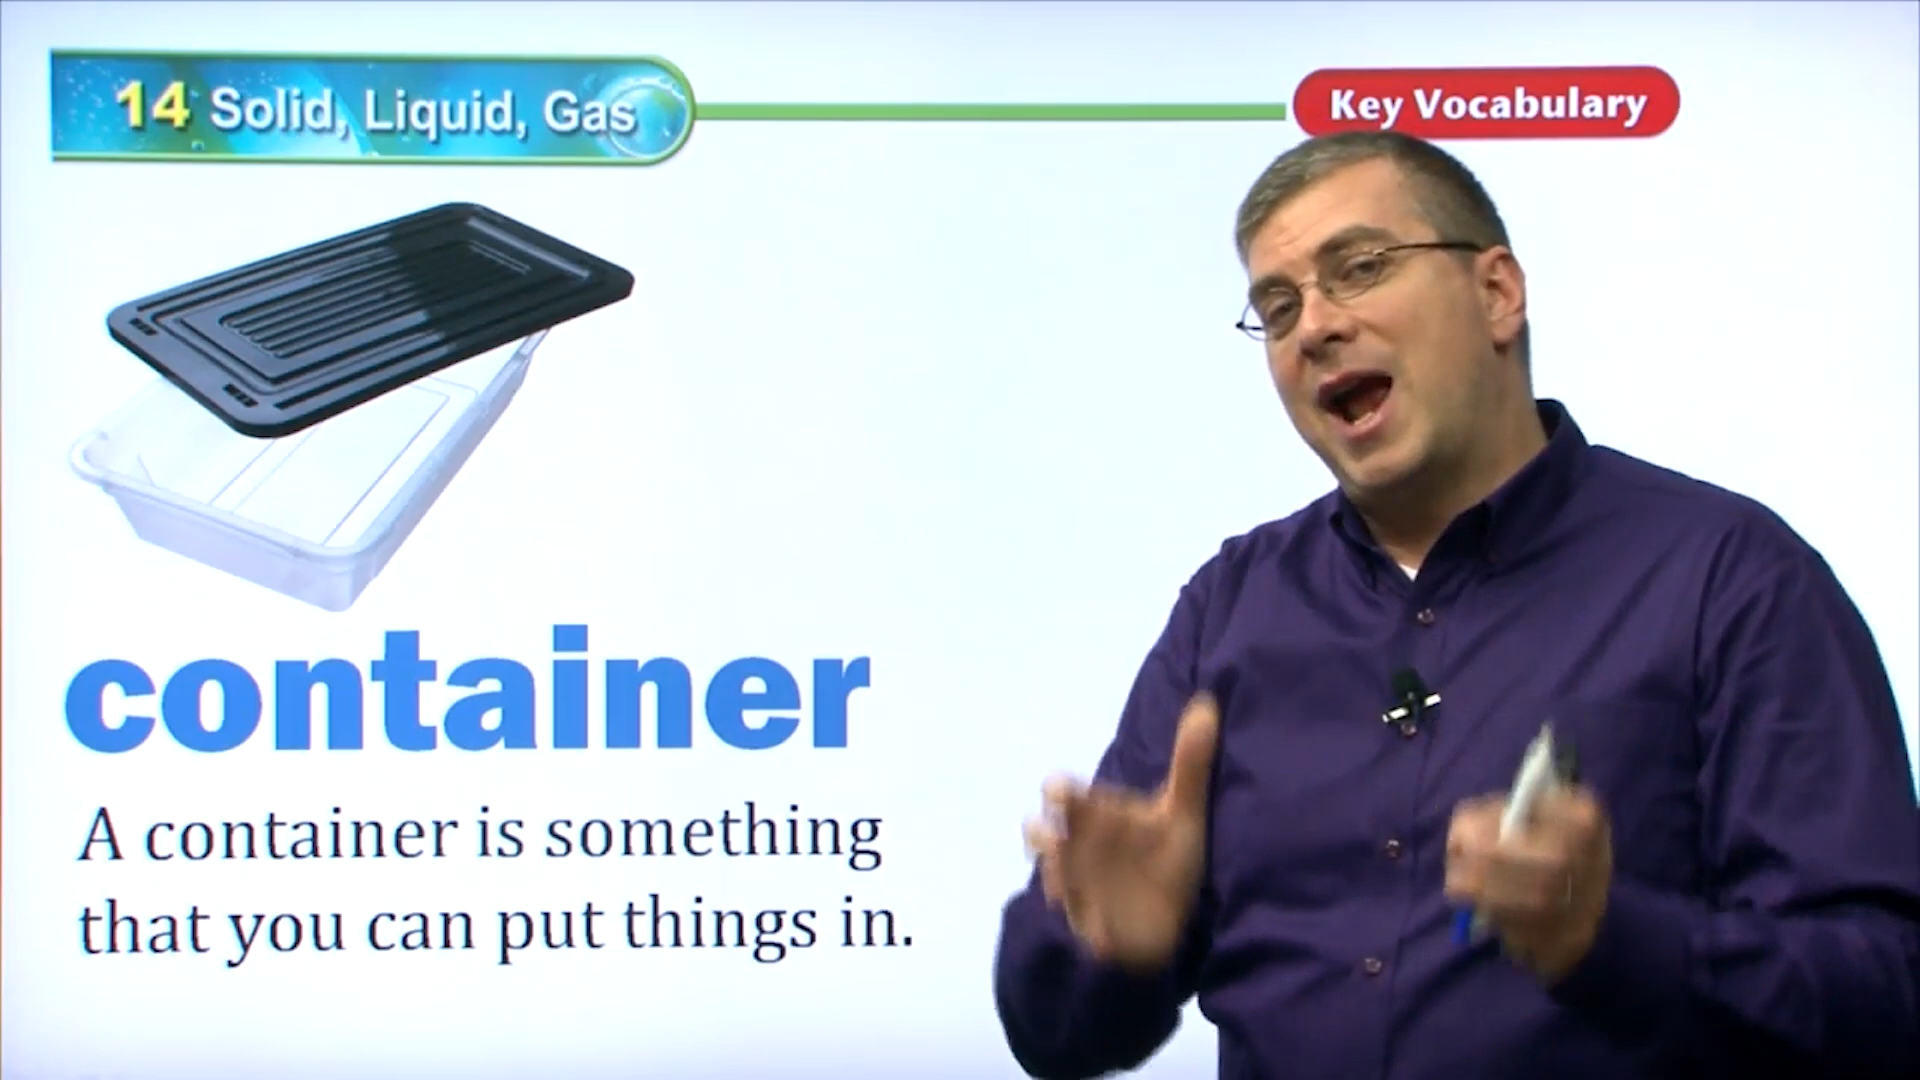 14 Solid, Liquid, Gas
Key Vocabulary
container
A container is something
that you can put things in.